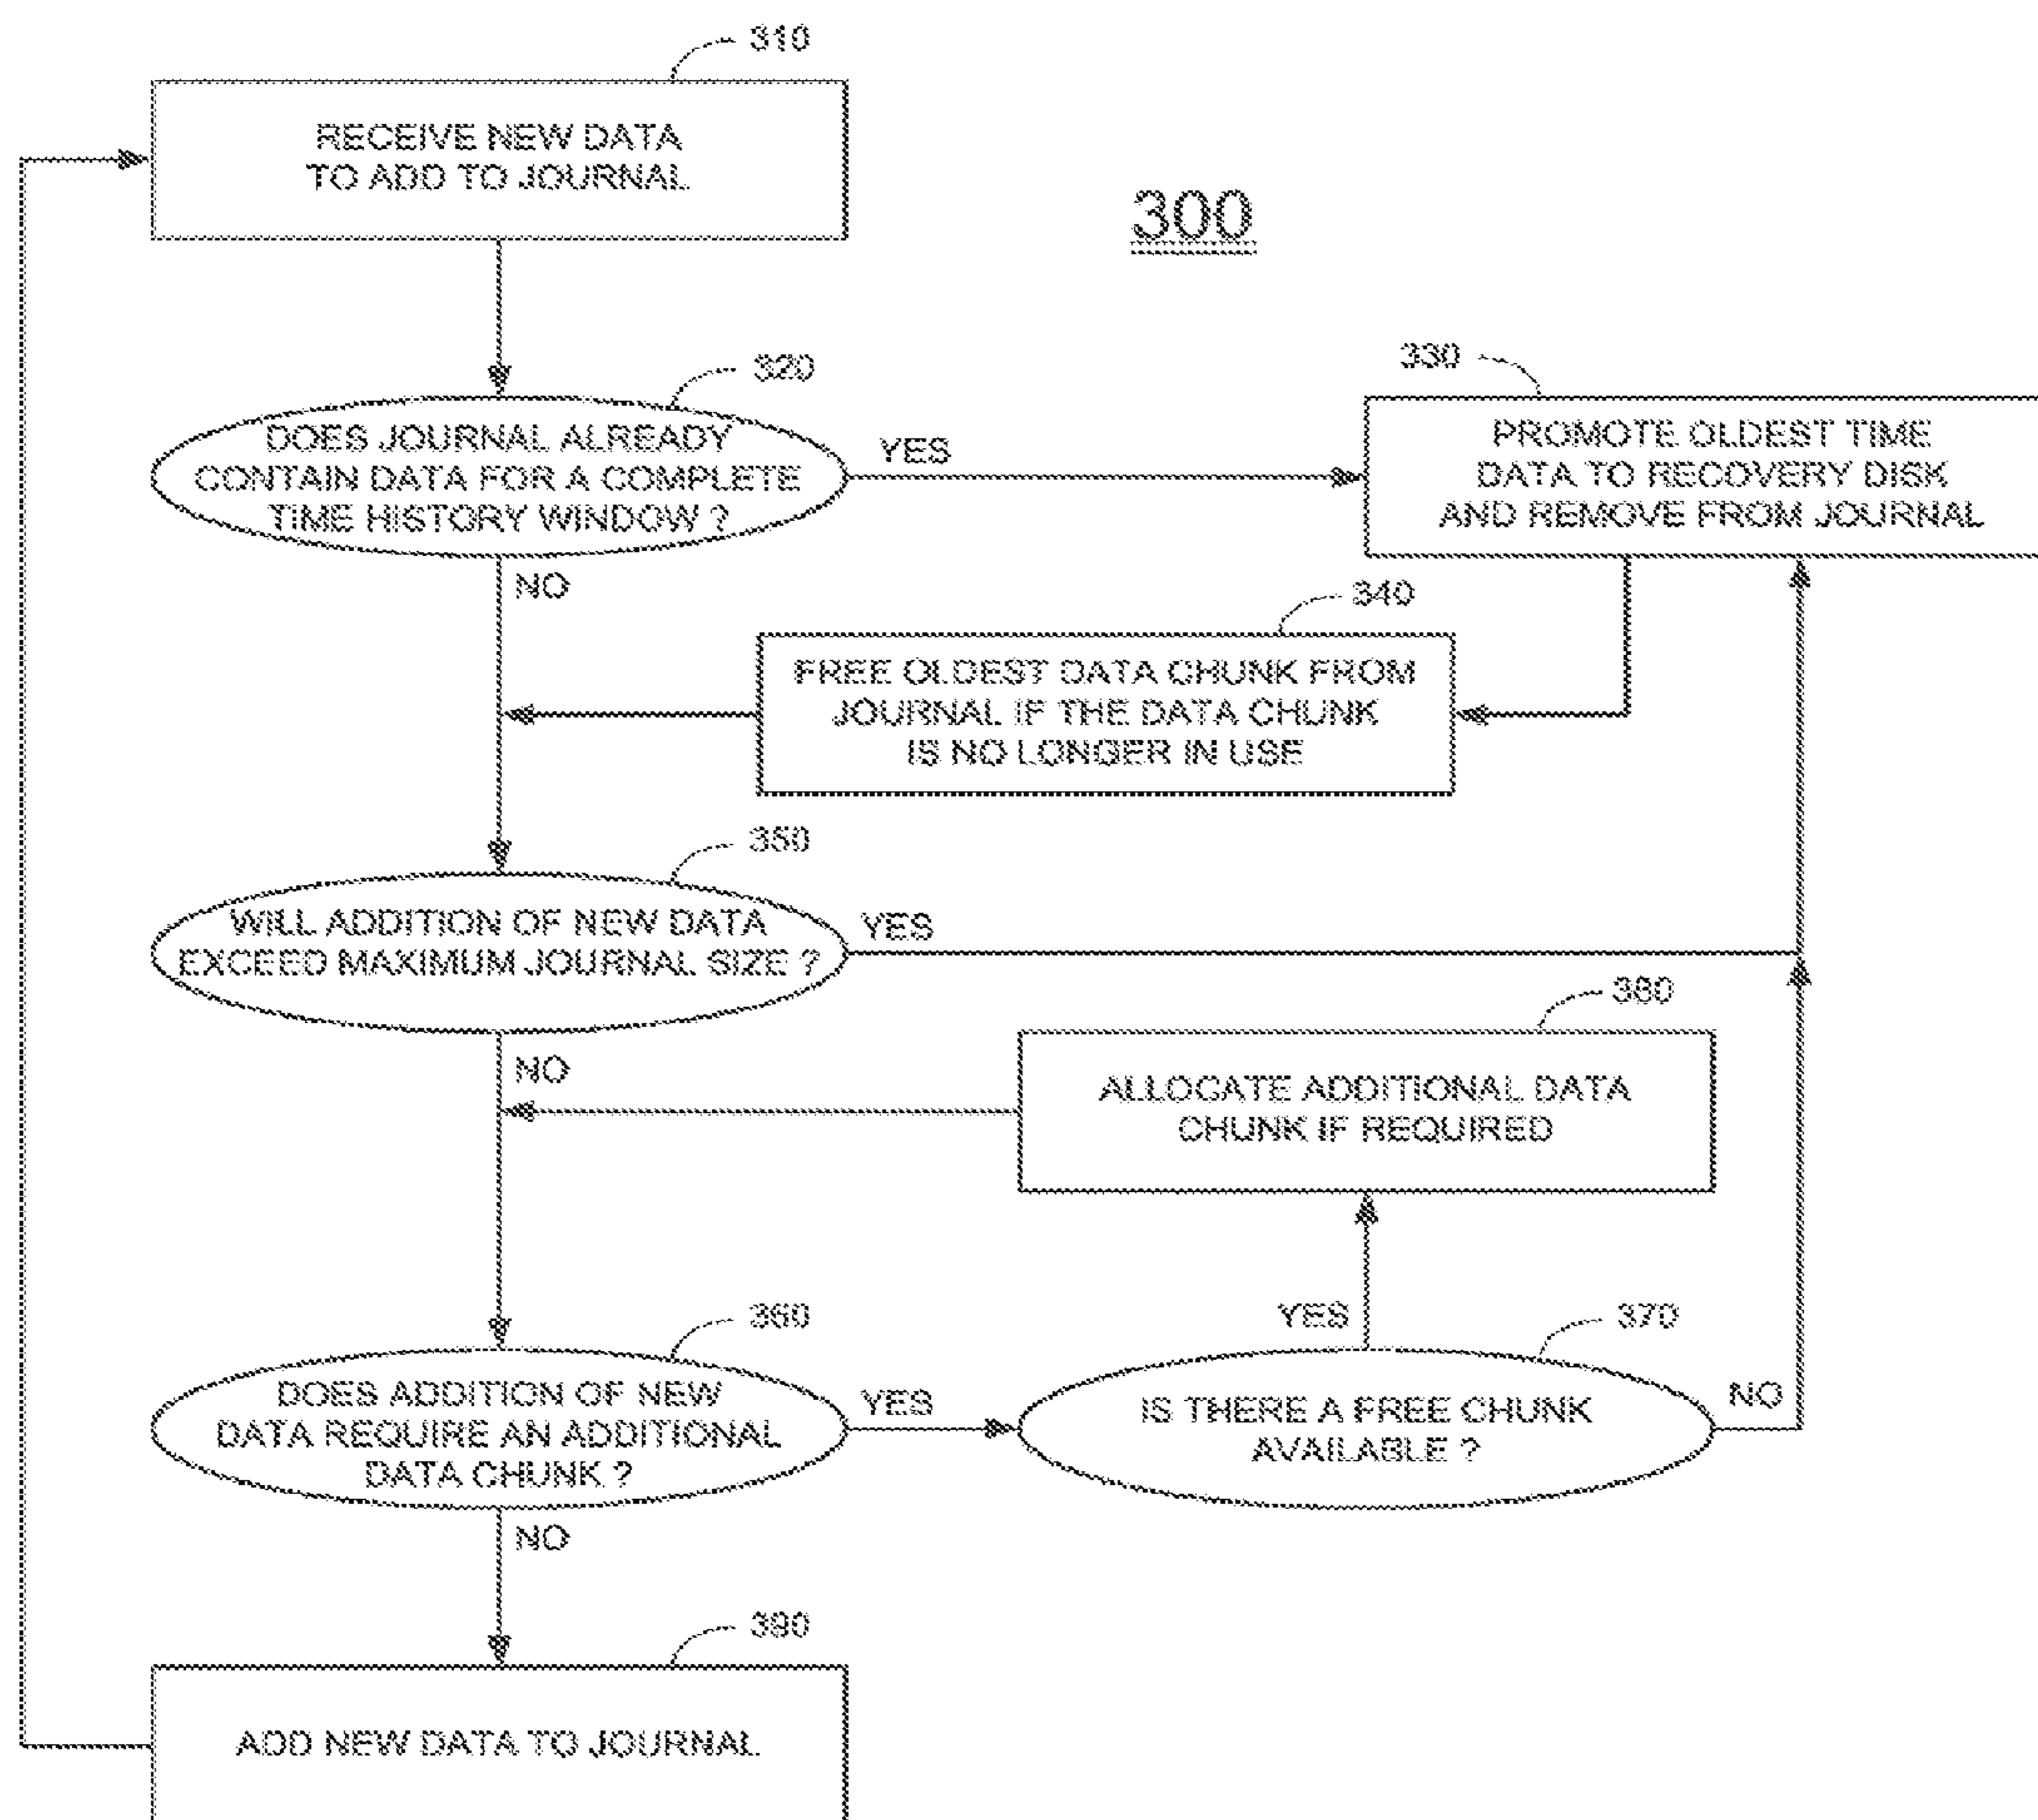 310
RECEIVE NEW DATA
TO ADD TO JOURNAL
300
320
DOES JOURNAL ALREADY
CONTAIN DATA FOR A COMPLETE
TIME HISTORY WINDOW ?
YES
NO
330
PROMOTE OLDEST TIME
DATA TO RECOVERY DISK
AND REMOVE FROM JOURNAL
340
FREE OLDEST DATA CHUNK FROM
JOURNAL IF THE DATA CHUNK
IS NO LONGER IN USE
350
WILL ADDITION OF NEW DATA
EXCEED MAXIMUM JOURNAL SIZE ?
YES
NO
380
ALLOCATE ADDITIONAL DATA
CHUNK IF REQUIRED
360
DOES ADDITION OF NEW
DATA REQUIRE AN ADDITIONAL
DATA CHUNK ?
YES
NO
370
IS THERE A FREE CHUNK
AVAILABLE ?
YES
NO
390
ADD NEW DATA TO JOURNAL